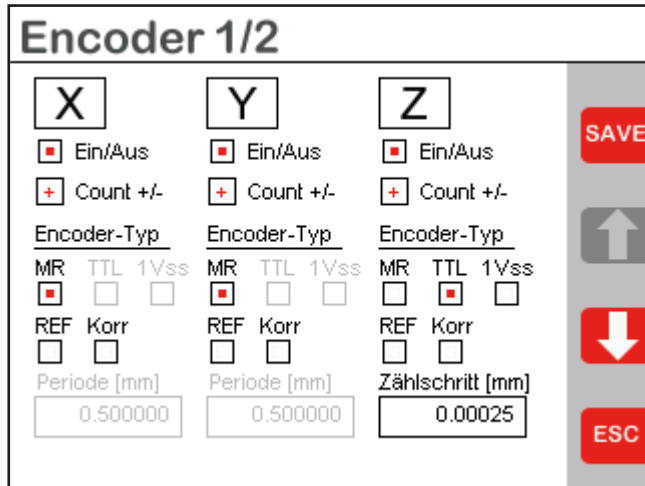 Encoder 1/2
X Y Z
Ein/Aus Ein/Aus Ein/Aus
+ Count +/- + Count +/- + Count +/-
Encoder-Typ Encoder-Typ Encoder-Typ
MR TTL 1Vss MR TTL 1Vss MR TTL 1Vss
REF Korr REF Korr REF Korr
Periode [mm] Periode [mm] Zählschritt [mm]
0.500000 0.500000 0.00025
SAVE
ESC